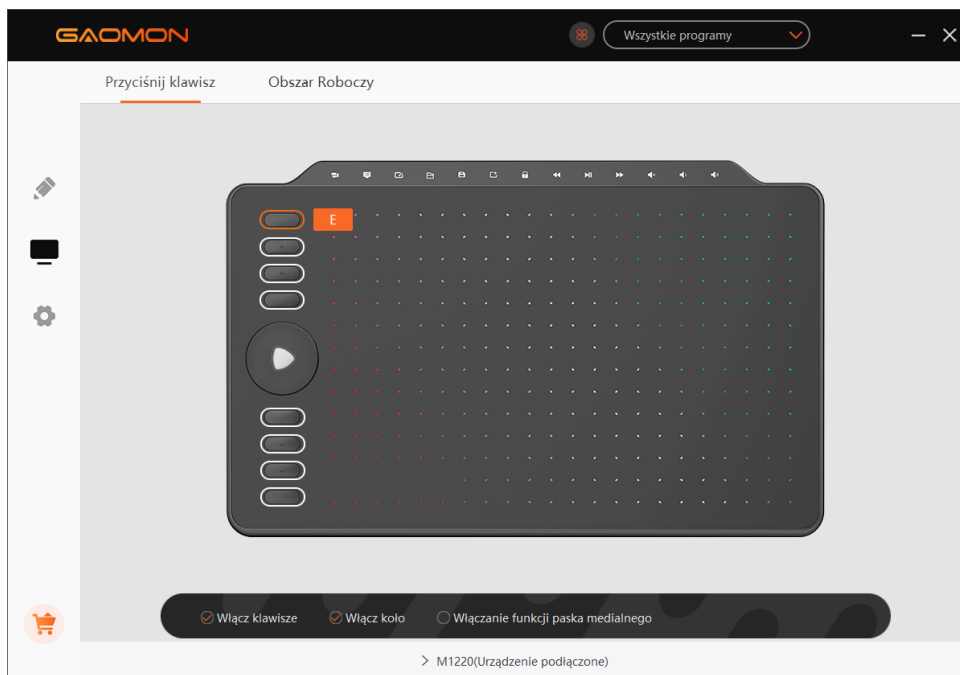 GAOMON
Wszystkie programy
Przyciśnij klawisz
Obszar Roboczy
E
Włącz klawisze
Włącz koło
Włączanie funkcji paska medialnego
M1220(Urządzenie podłączone)